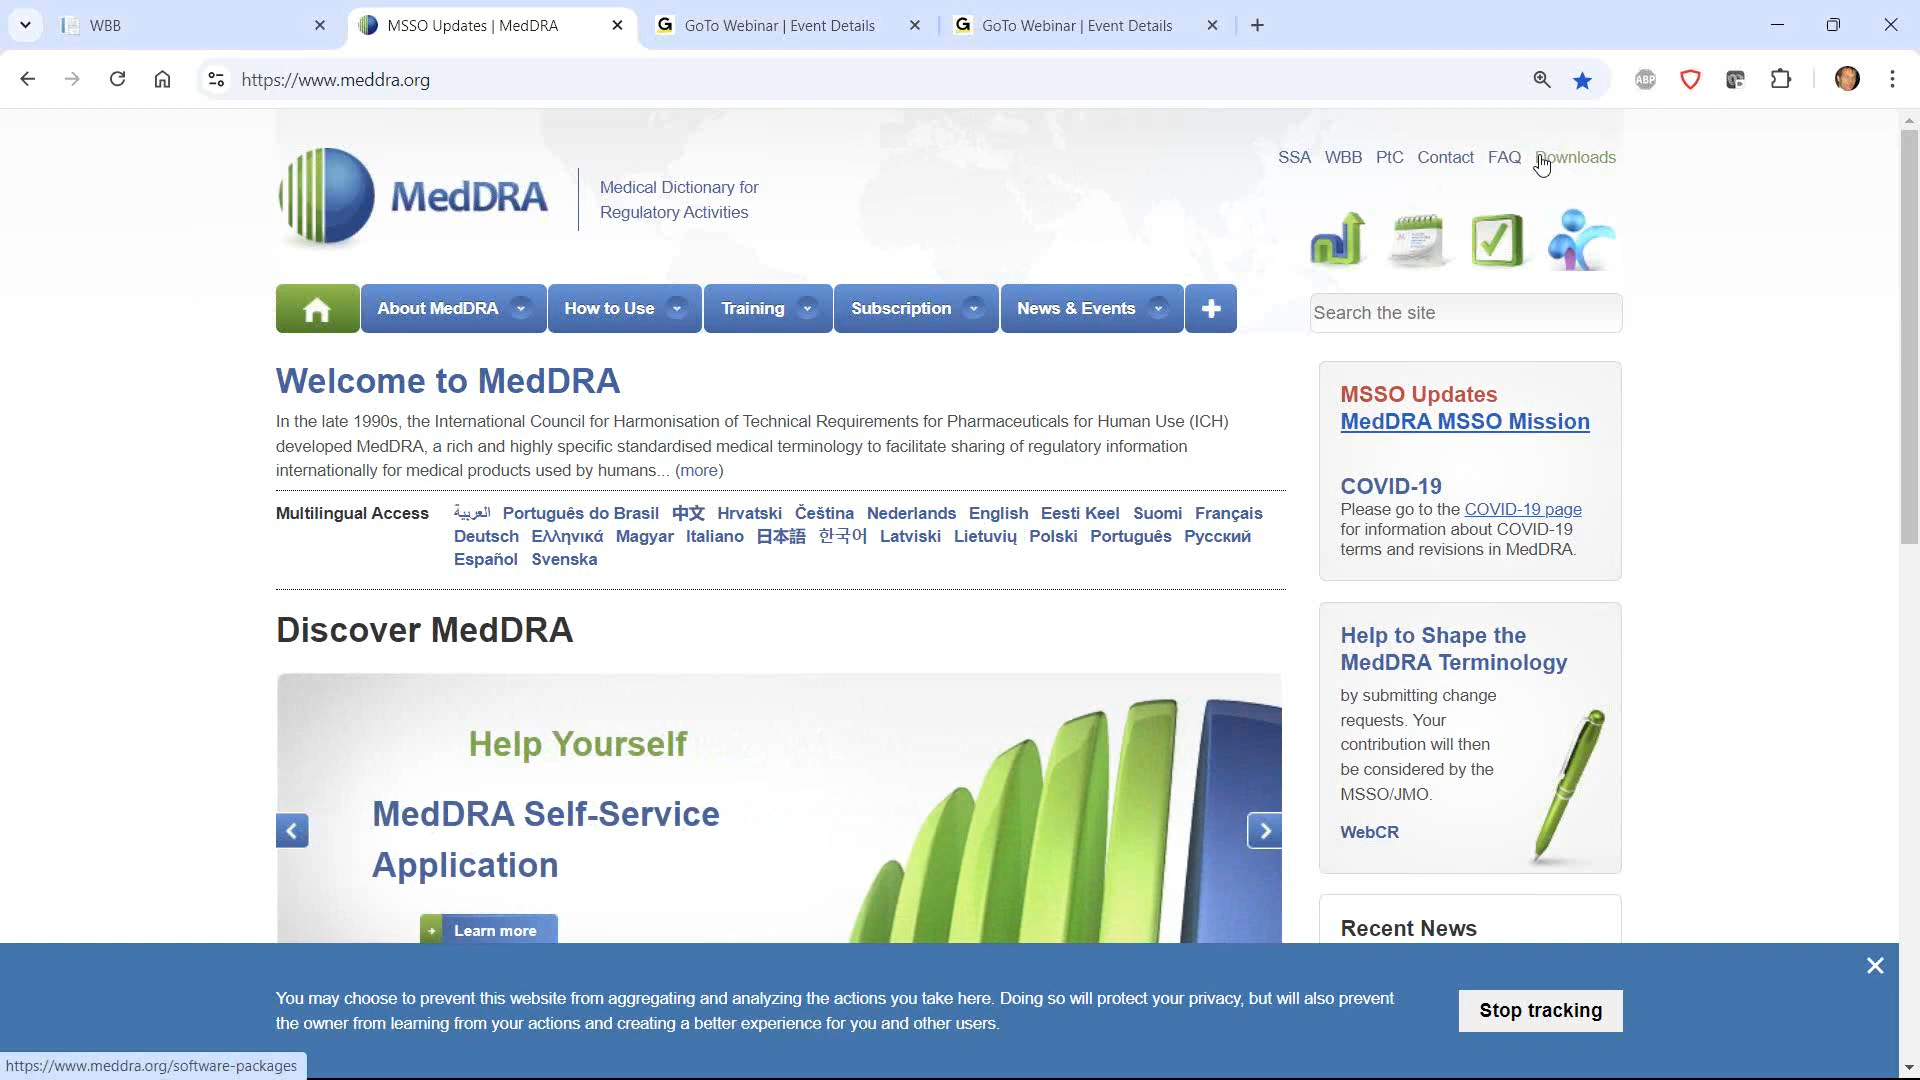 WBB
MSSO Updates | MedDRA
GoTo Webinar | Event Details
GoTo Webinar | Event Details
https://www.meddra.org
ABP
SSA WBB PtC Contact FAQ Downloads
MedDRA
Medical Dictionary for
Regulatory Activities
About MedDRA
How to Use
Training
Subscription
News & Events
Search the site
Welcome to MedDRA
In the late 1990s, the International Council for Harmonisation of Technical Requirements for Pharmaceuticals for Human Use (ICH)
developed MedDRA, a rich and highly specific standardised medical terminology to facilitate sharing of regulatory information
internationally for medical products used by humans... (more)
Multilingual Access العربية Português do Brasil 中文 Hrvatski Čeština Nederlands English Eesti Keel Suomi Français
Deutsch Ελληνικά Magyar Italiano 日本語 한국어 Latviski Lietuvių Polski Português Русский
Español Svenska
Discover MedDRA
Help Yourself
MedDRA Self-Service
Application
Learn more
MSSO Updates
MedDRA MSSO Mission
COVID-19
Please go to the COVID-19 page
for information about COVID-19
terms and revisions in MedDRA.
Help to Shape the
MedDRA Terminology
by submitting change
requests. Your
contribution will then
be considered by the
MSSO/JMO.
WebCR
Recent News
You may choose to prevent this website from aggregating and analyzing the actions you take here. Doing so will protect your privacy, but will also prevent
the owner from learning from your actions and creating a better experience for you and other users.
Stop tracking
https://www.meddra.org/software-packages